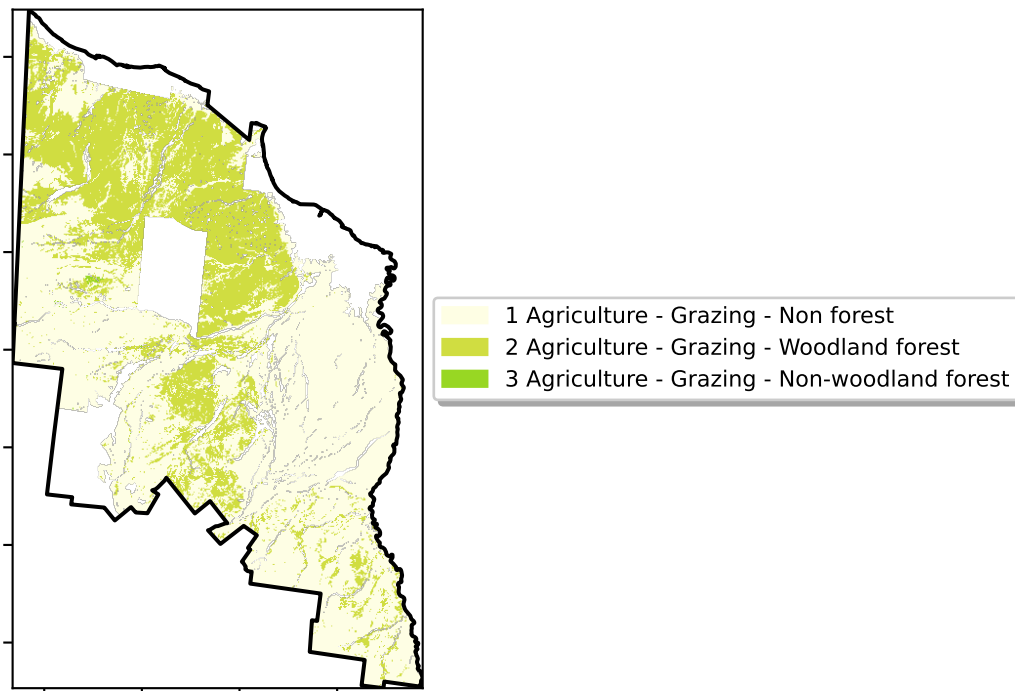 1 Agriculture - Grazing - Non forest
2 Agriculture - Grazing - Woodland forest
3 Agriculture - Grazing - Non-woodland forest